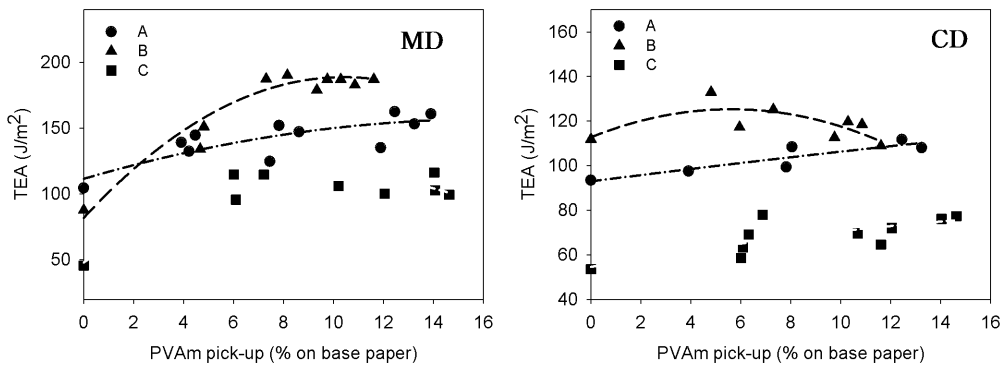 A
B
C
MD
200
150
100
50
TEA (J/m2)
0 2 4 6 8 10 12 14 16
PVAm pick-up (% on base paper)
A
B
C
CD
160
140
120
100
80
60
40
TEA (J/m2)
0 2 4 6 8 10 12 14 16
PVAm pick-up (% on base paper)